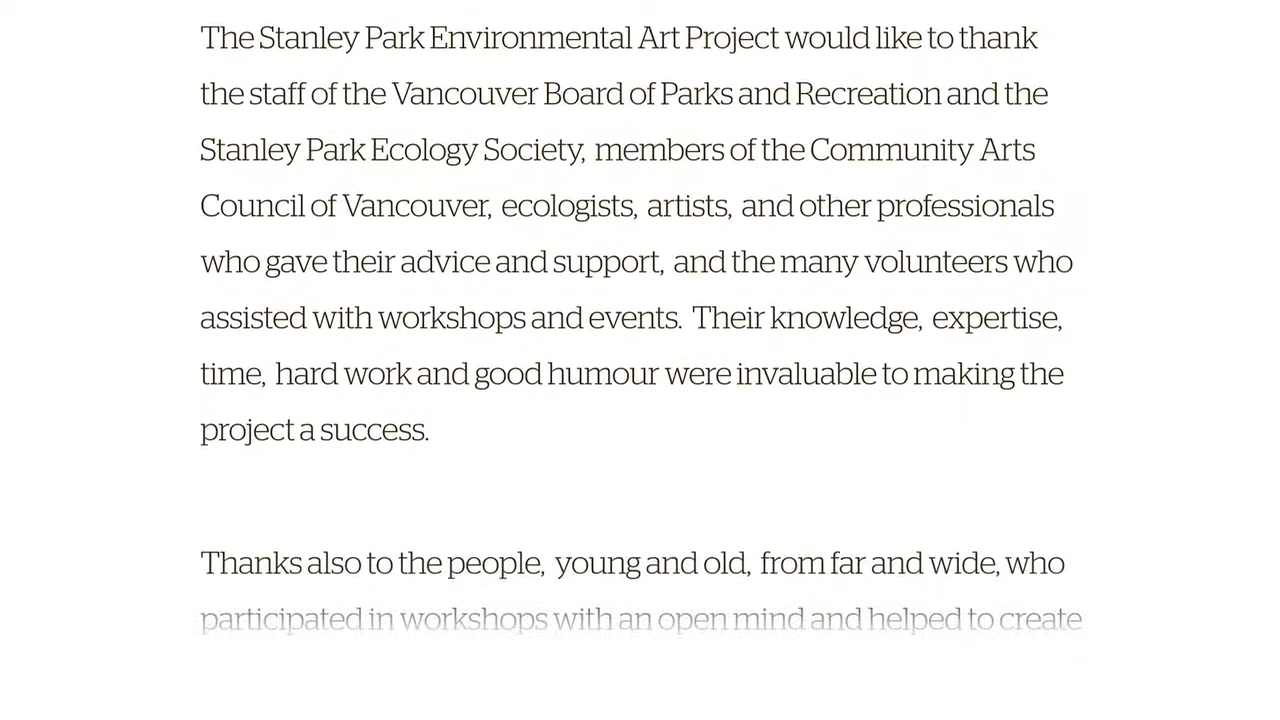 The Stanley Park Environmental Art Project would like to thank
the staff of the Vancouver Board of Parks and Recreation and the
Stanley Park Ecology Society, members of the Community Arts
Council of Vancouver, ecologists, artists, and other professionals
who gave their advice and support, and the many volunteers who
assisted with workshops and events. Their knowledge, expertise,
time, hard work and good humour were invaluable to making the
project a success.
Thanks also to the people, young and old, from far and wide, who
participated in workshops with an open mind and helped to create